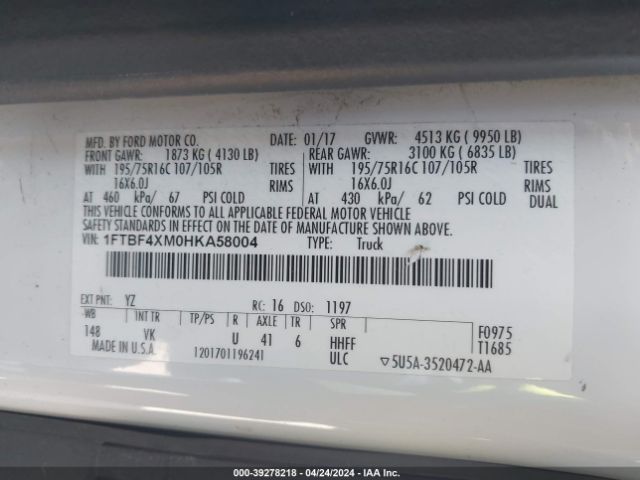 MFD. BY FORD MOTOR CO. DATE: 01/17 GVWR: 4513 KG ( 9950 LB)
FRONT GAWR: 1873 KG ( 4130 LB) REAR GAWR: 3100 KG ( 6835 LB)
WITH 195/75R16C 107/105R TIRES WITH 195/75R16C 107/105R TIRES
16X6.0J RIMS 16X6.0J RIMS
AT 460 kPa/ 67 PSI COLD AT 430 kPa/ 62 PSI COLD DUAL
THIS VEHICLE CONFORMS TO ALL APPLICABLE FEDERAL MOTOR VEHICLE
SAFETY STANDARDS IN EFFECT ON THE DATE OF MANUFACTURE SHOWN ABOVE.
VIN: 1FTBF4XM0HKA58004 TYPE: Truck
EXT PNT: YZ RC: 16 DSO: 1197
WB INT TR TP/PS R AXLE TR SPR F0975
148 VK U 41 6 HHFF T1685
MADE IN U.S.A. 1201701196241 ULC ▽5U5A-3520472-AA
000-39278218 - 04/24/2024 - IAA Inc.